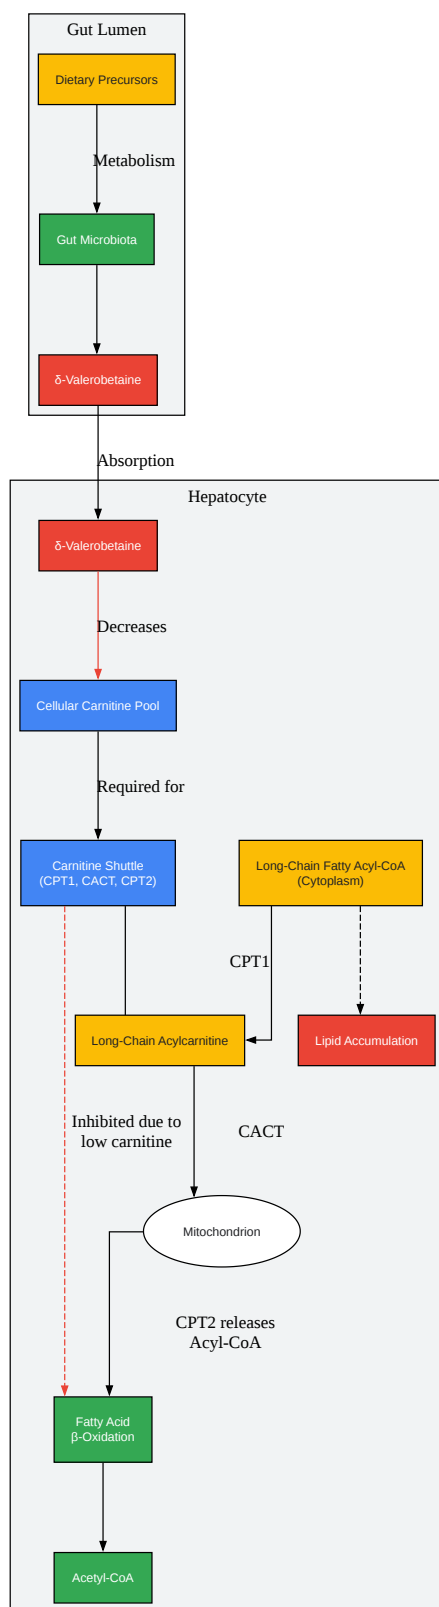 Gut Lumen
Dietary Precursors
Metabolism
Gut Microbiota
δ-Valerobetaine
Absorption
Hepatocyte
δ-Valerobetaine
Decreases
Cellular Carnitine Pool
Required for
Carnitine Shuttle
(CPT1, CACT, CPT2)
Long-Chain Fatty Acyl-CoA
(Cytoplasm)
CPT1
Long-Chain Acylcarnitine
Lipid Accumulation
Inhibited due to
low carnitine
CACT
Mitochondrion
CPT2 releases
Acyl-CoA
Fatty Acid
β-Oxidation
Acetyl-CoA